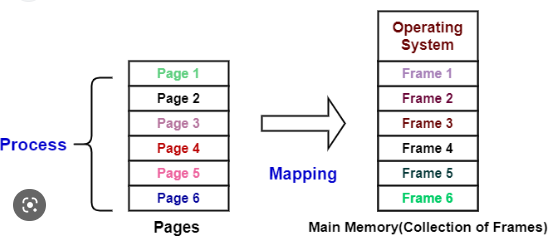 Process
Page 1
Page 2
Page 3
Page 4
Page 5
Page 6
Pages
Mapping
Operating
System
Frame 1
Frame 2
Frame 3
Frame 4
Frame 5
Frame 6
Main Memory(Collection of Frames)